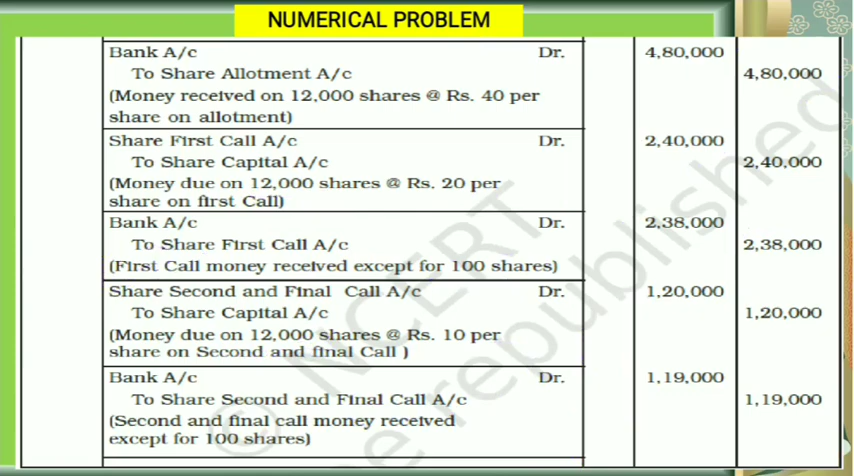 NUMERICAL PROBLEM
Bank A/c Dr. 4,80,000
To Share Allotment A/c 4,80,000
(Money received on 12,000 shares @ Rs. 40 per
share on allotment)
Share First Call A/c Dr. 2,40,000
To Share Capital A/c 2,40,000
(Money due on 12,000 shares @ Rs. 20 per
share on first Call)
Bank A/c Dr. 2,38,000
To Share First Call A/c 2,38,000
(First Call money received except for 100 shares)
Share Second and Final Call A/c Dr. 1,20,000
To Share Capital A/c 1,20,000
(Money due on 12,000 shares @ Rs. 10 per
share on Second and final Call )
Bank A/c Dr. 1,19,000
To Share Second and Final Call A/c 1,19,000
(Second and final call money received
except for 100 shares)
© NCERT
be republished